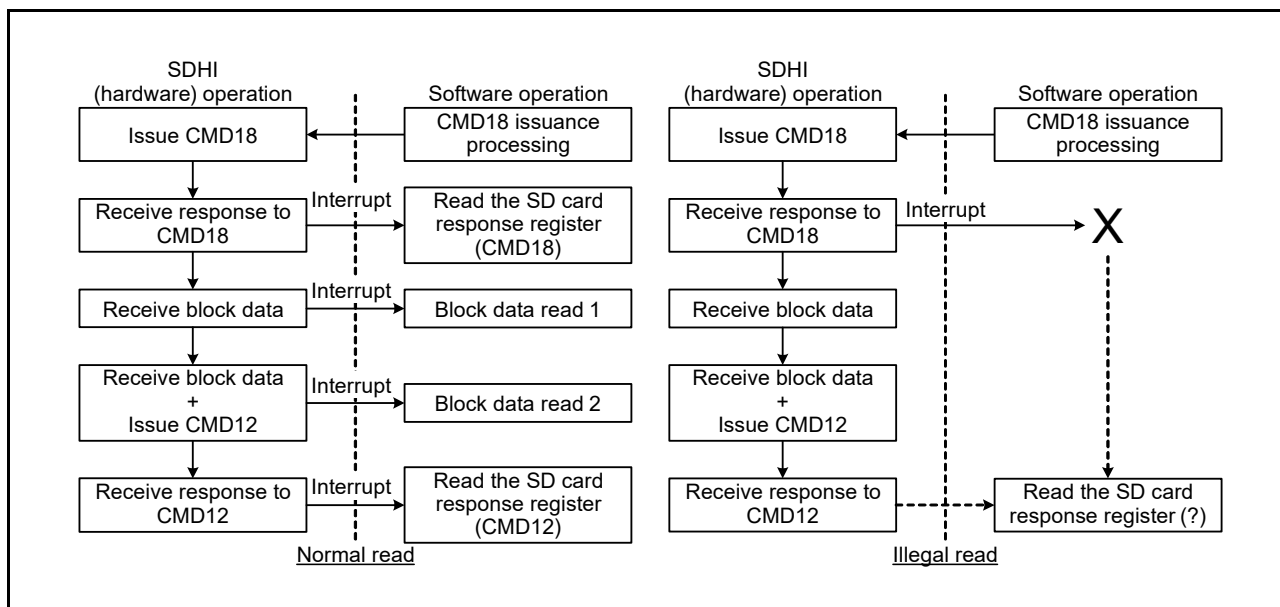 SDHI
(hardware) operation
Software operation
Issue CMD18
CMD18 issuance
processing
Receive response to
CMD18
Interrupt
Read the SD card
response register
(CMD18)
Receive block data
Interrupt
Block data read 1
Receive block data
+
Issue CMD12
Interrupt
Block data read 2
Receive response to
CMD12
Interrupt
Read the SD card
response register
(CMD12)
Normal read
SDHI
(hardware) operation
Software operation
Issue CMD18
CMD18 issuance
processing
Receive response to
CMD18
Interrupt
X
Receive block data
Receive block data
+
Issue CMD12
Receive response to
CMD12
Read the SD card
response register (?)
Illegal read